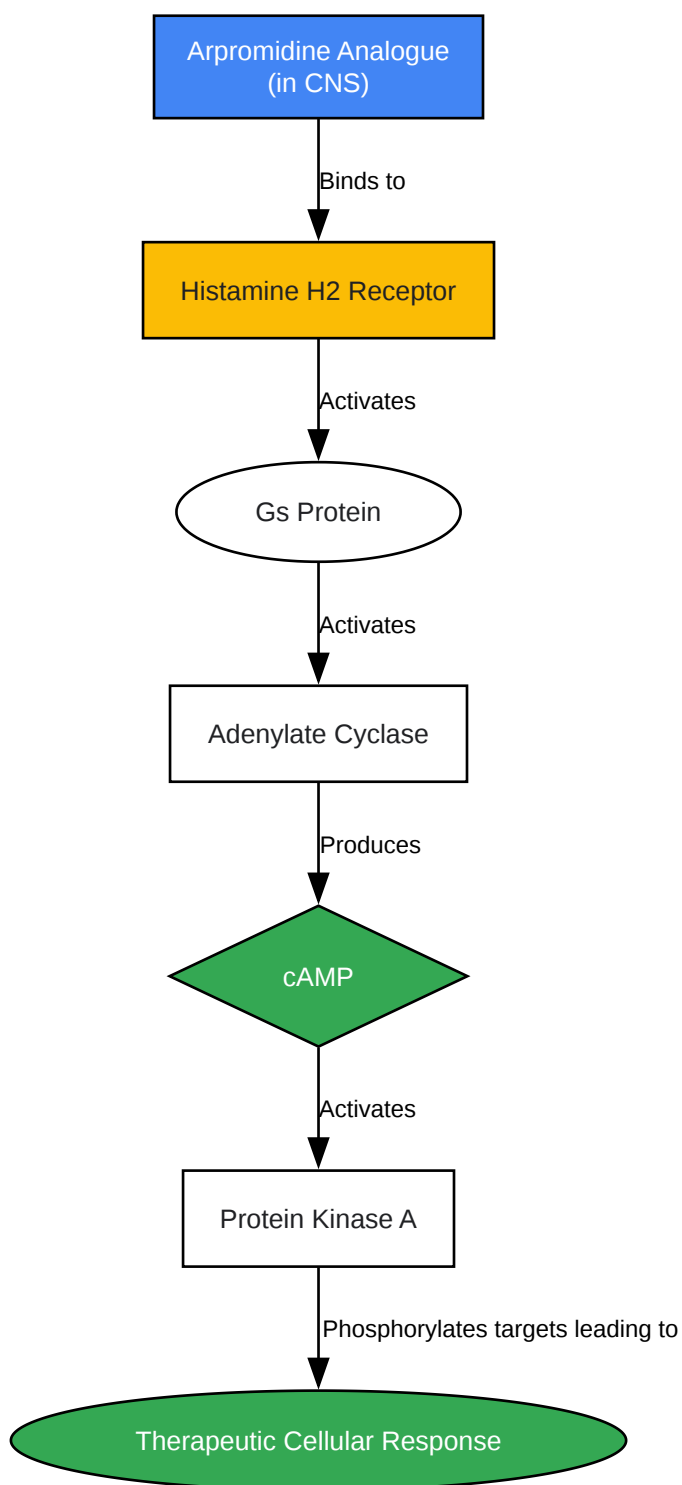 Arpromidine Analogue
(in CNS)
Binds to
Histamine H2 Receptor
Activates
Gs Protein
Activates
Adenylate Cyclase
Produces
cAMP
Activates
Protein Kinase A
Phosphorylates targets leading to
Therapeutic Cellular Response